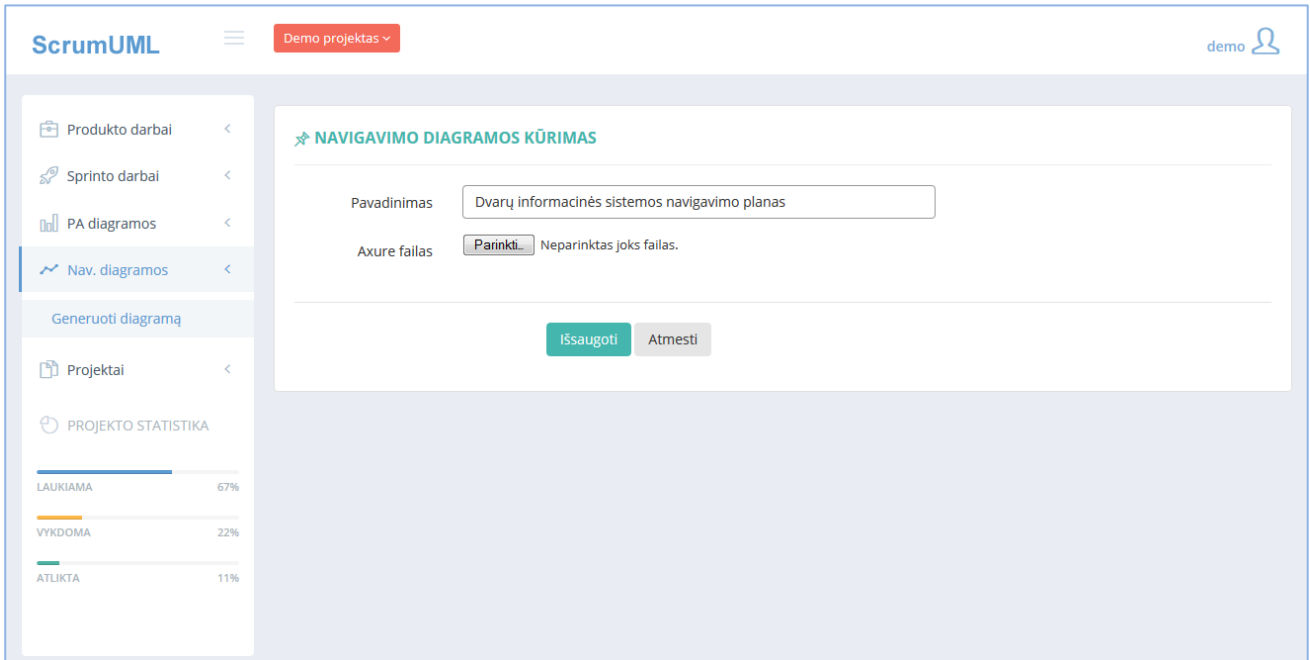 ScrumUML
Demo projektas
demo
Produkto darbai
Sprinto darbai
PA diagramos
Nav. diagramos
Generuoti diagramą
Projektai
PROJEKTO STATISTIKA
LAUKIAMA 67%
VYKDOMA 22%
ATLIKTA 11%
NAVIGAVIMO DIAGRAMOS KŪRIMAS
Pavadinimas Dvarų informacinės sistemos navigavimo planas
Axure failas Parinkti... Neparinktas joks failas.
Išsaugoti Atmesti